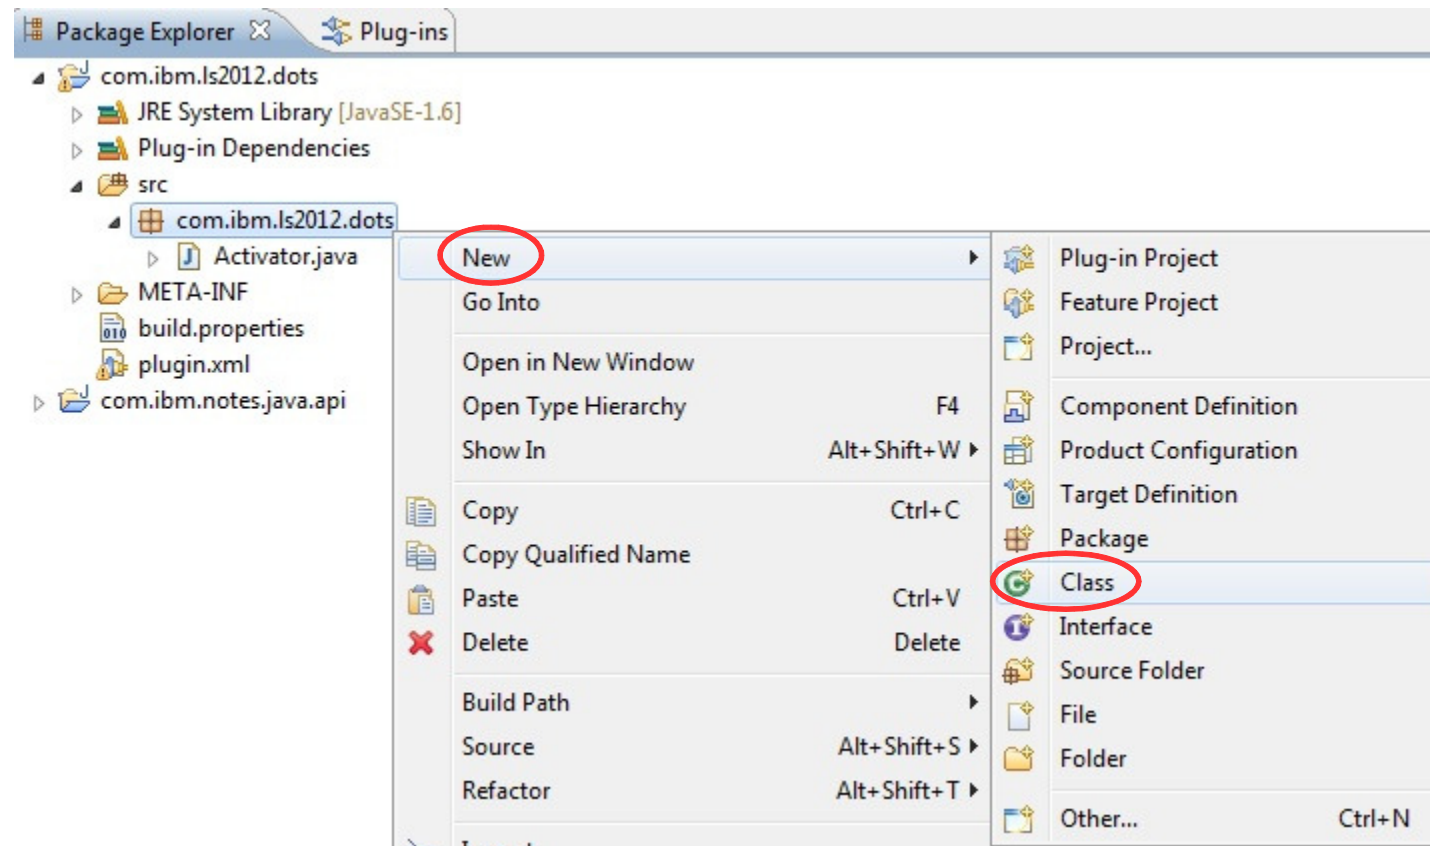 Package Explorer Plug-ins
com.ibm.ls2012.dots
JRE System Library [JavaSE-1.6]
Plug-in Dependencies
src
com.ibm.ls2012.dots
Activator.java
META-INF
build.properties
plugin.xml
com.ibm.notes.java.api
New
Go Into
Open in New Window
Open Type Hierarchy F4
Show In Alt+Shift+W
Copy Ctrl+C
Copy Qualified Name
Paste Ctrl+V
Delete Delete
Build Path
Source Alt+Shift+S
Refactor Alt+Shift+T
Plug-in Project
Feature Project
Project...
Component Definition
Product Configuration
Target Definition
Package
Class
Interface
Source Folder
File
Folder
Other... Ctrl+N